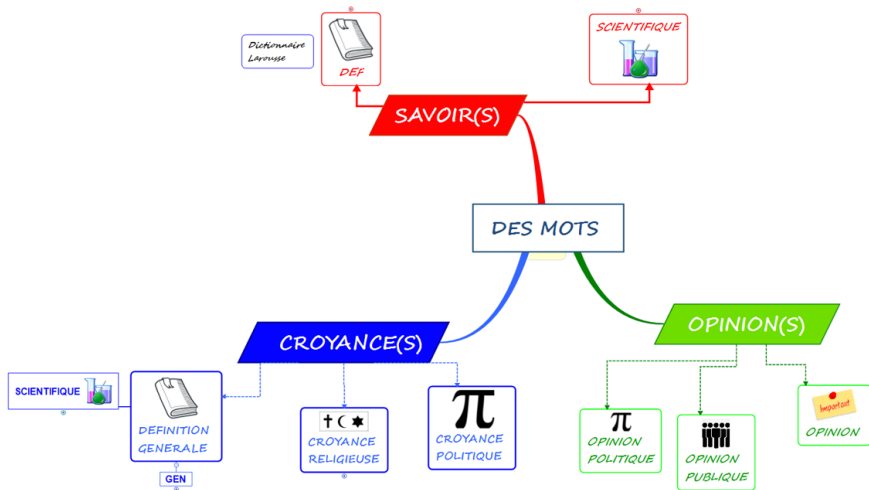 SCIENTIFIQUE
Dictionnaire
Larousse
DEF
SAVOIR(S)
DES MOTS
OPINION(S)
CROYANCE(S)
SCIENTIFIQUE
DEFINITION
GENERALE
GEN
CROYANCE
RELIGIEUSE
π
CROYANCE
POLITIQUE
π
OPINION
POLITIQUE
OPINION
PUBLIQUE
Important
OPINION